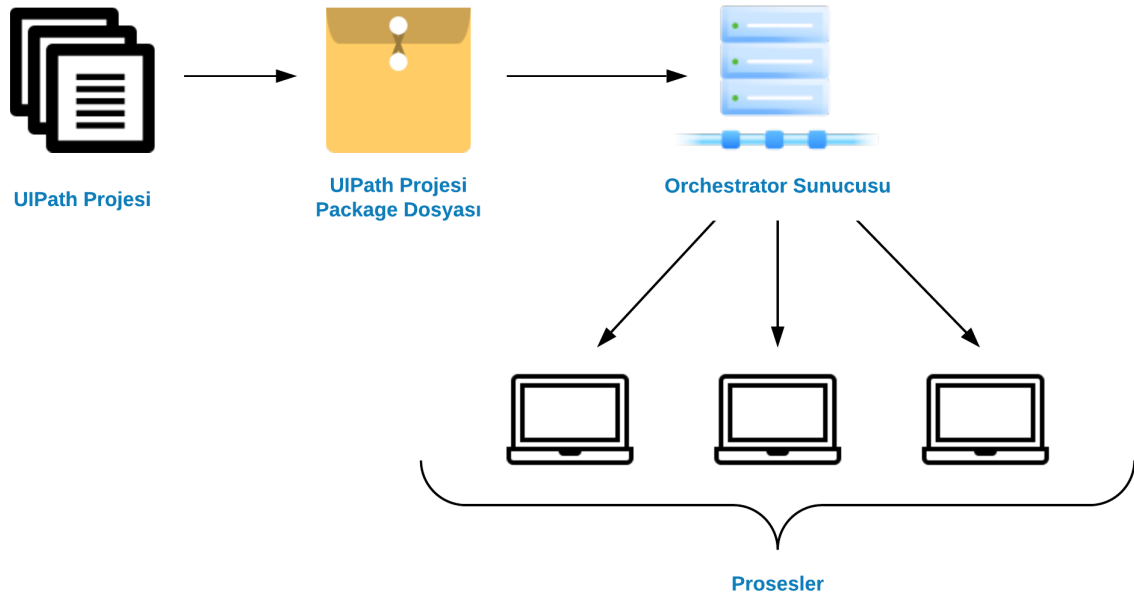 UIPath Projesi
UIPath Projesi
Package Dosyası
Orchestrator Sunucusu
Prosesler